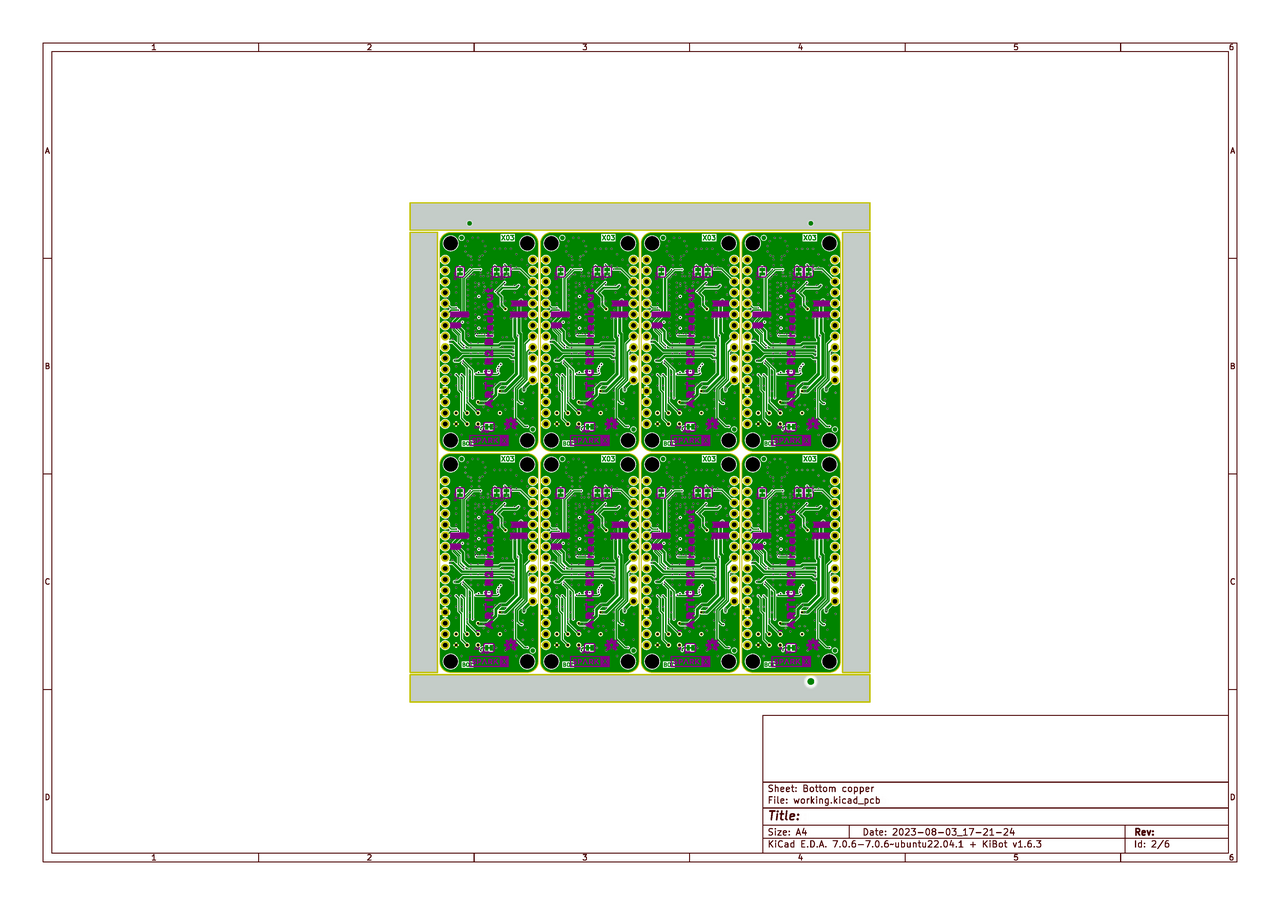 1 2 3 4 5 6
A A
X03 X03 X03 X03
B B
X03 X03 X03 X03
C C
Sheet: Bottom copper
File: working.kicad_pcb
D D
Title:
Size: A4 Date: 2023-08-03_17-21-24 Rev:
KiCad E.D.A. 7.0.6-7.0.6~ubuntu22.04.1 + KiBot v1.6.3 Id: 2/6
1 2 3 4 5 6